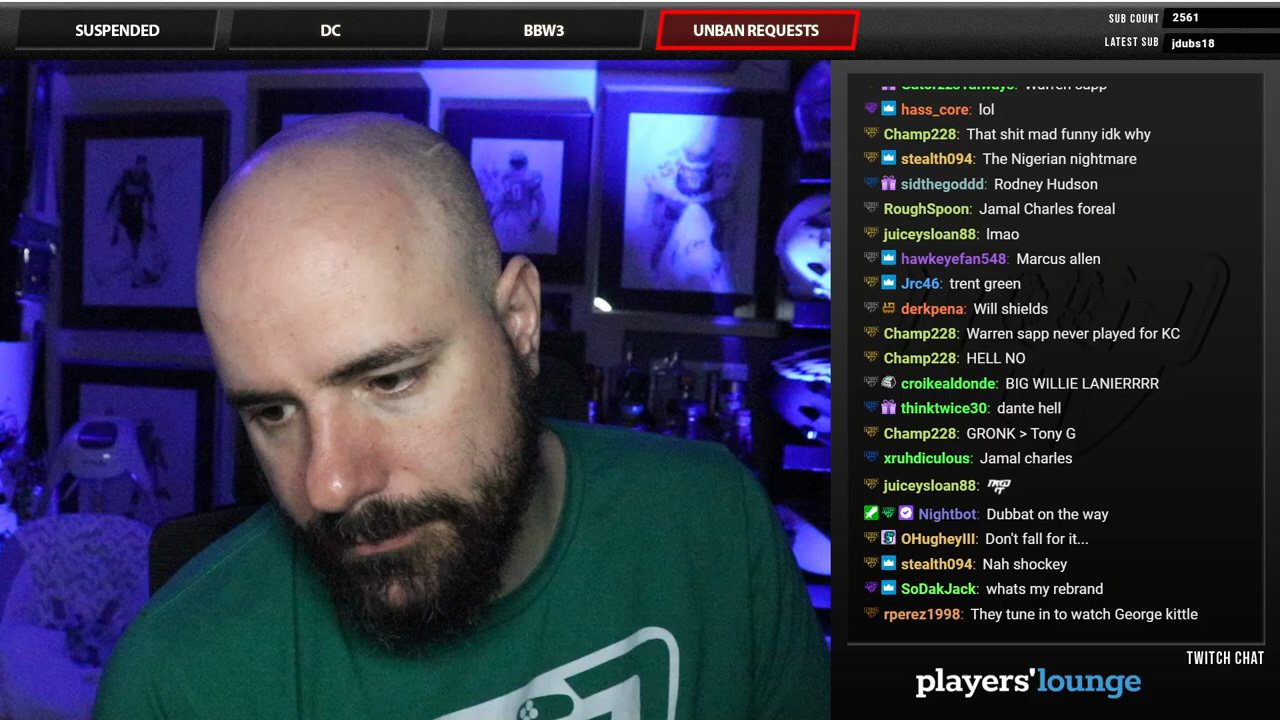 SUSPENDED
DC
BBW3
UNBAN REQUESTS
SUB COUNT 2561
LATEST SUB jdubs18
hass_core: lol
Champ228: That shit mad funny idk why
stealth094: The Nigerian nightmare
sidthegoddd: Rodney Hudson
RoughSpoon: Jamal Charles foreal
juiceysloan88: lmao
hawkeyefan548: Marcus allen
Jrc46: trent green
derkpena: Will shields
Champ228: Warren sapp never played for KC
Champ228: HELL NO
croikealdonde: BIG WILLIE LANIERRRR
thinktwice30: dante hell
Champ228: GRONK > Tony G
xruhdiculous: Jamal charles
juiceysloan88:
Nightbot: Dubbat on the way
OHugheyIII: Don't fall for it...
stealth094: Nah shockey
SoDakJack: whats my rebrand
rperez1998: They tune in to watch George kittle
TWITCH CHAT
players'lounge